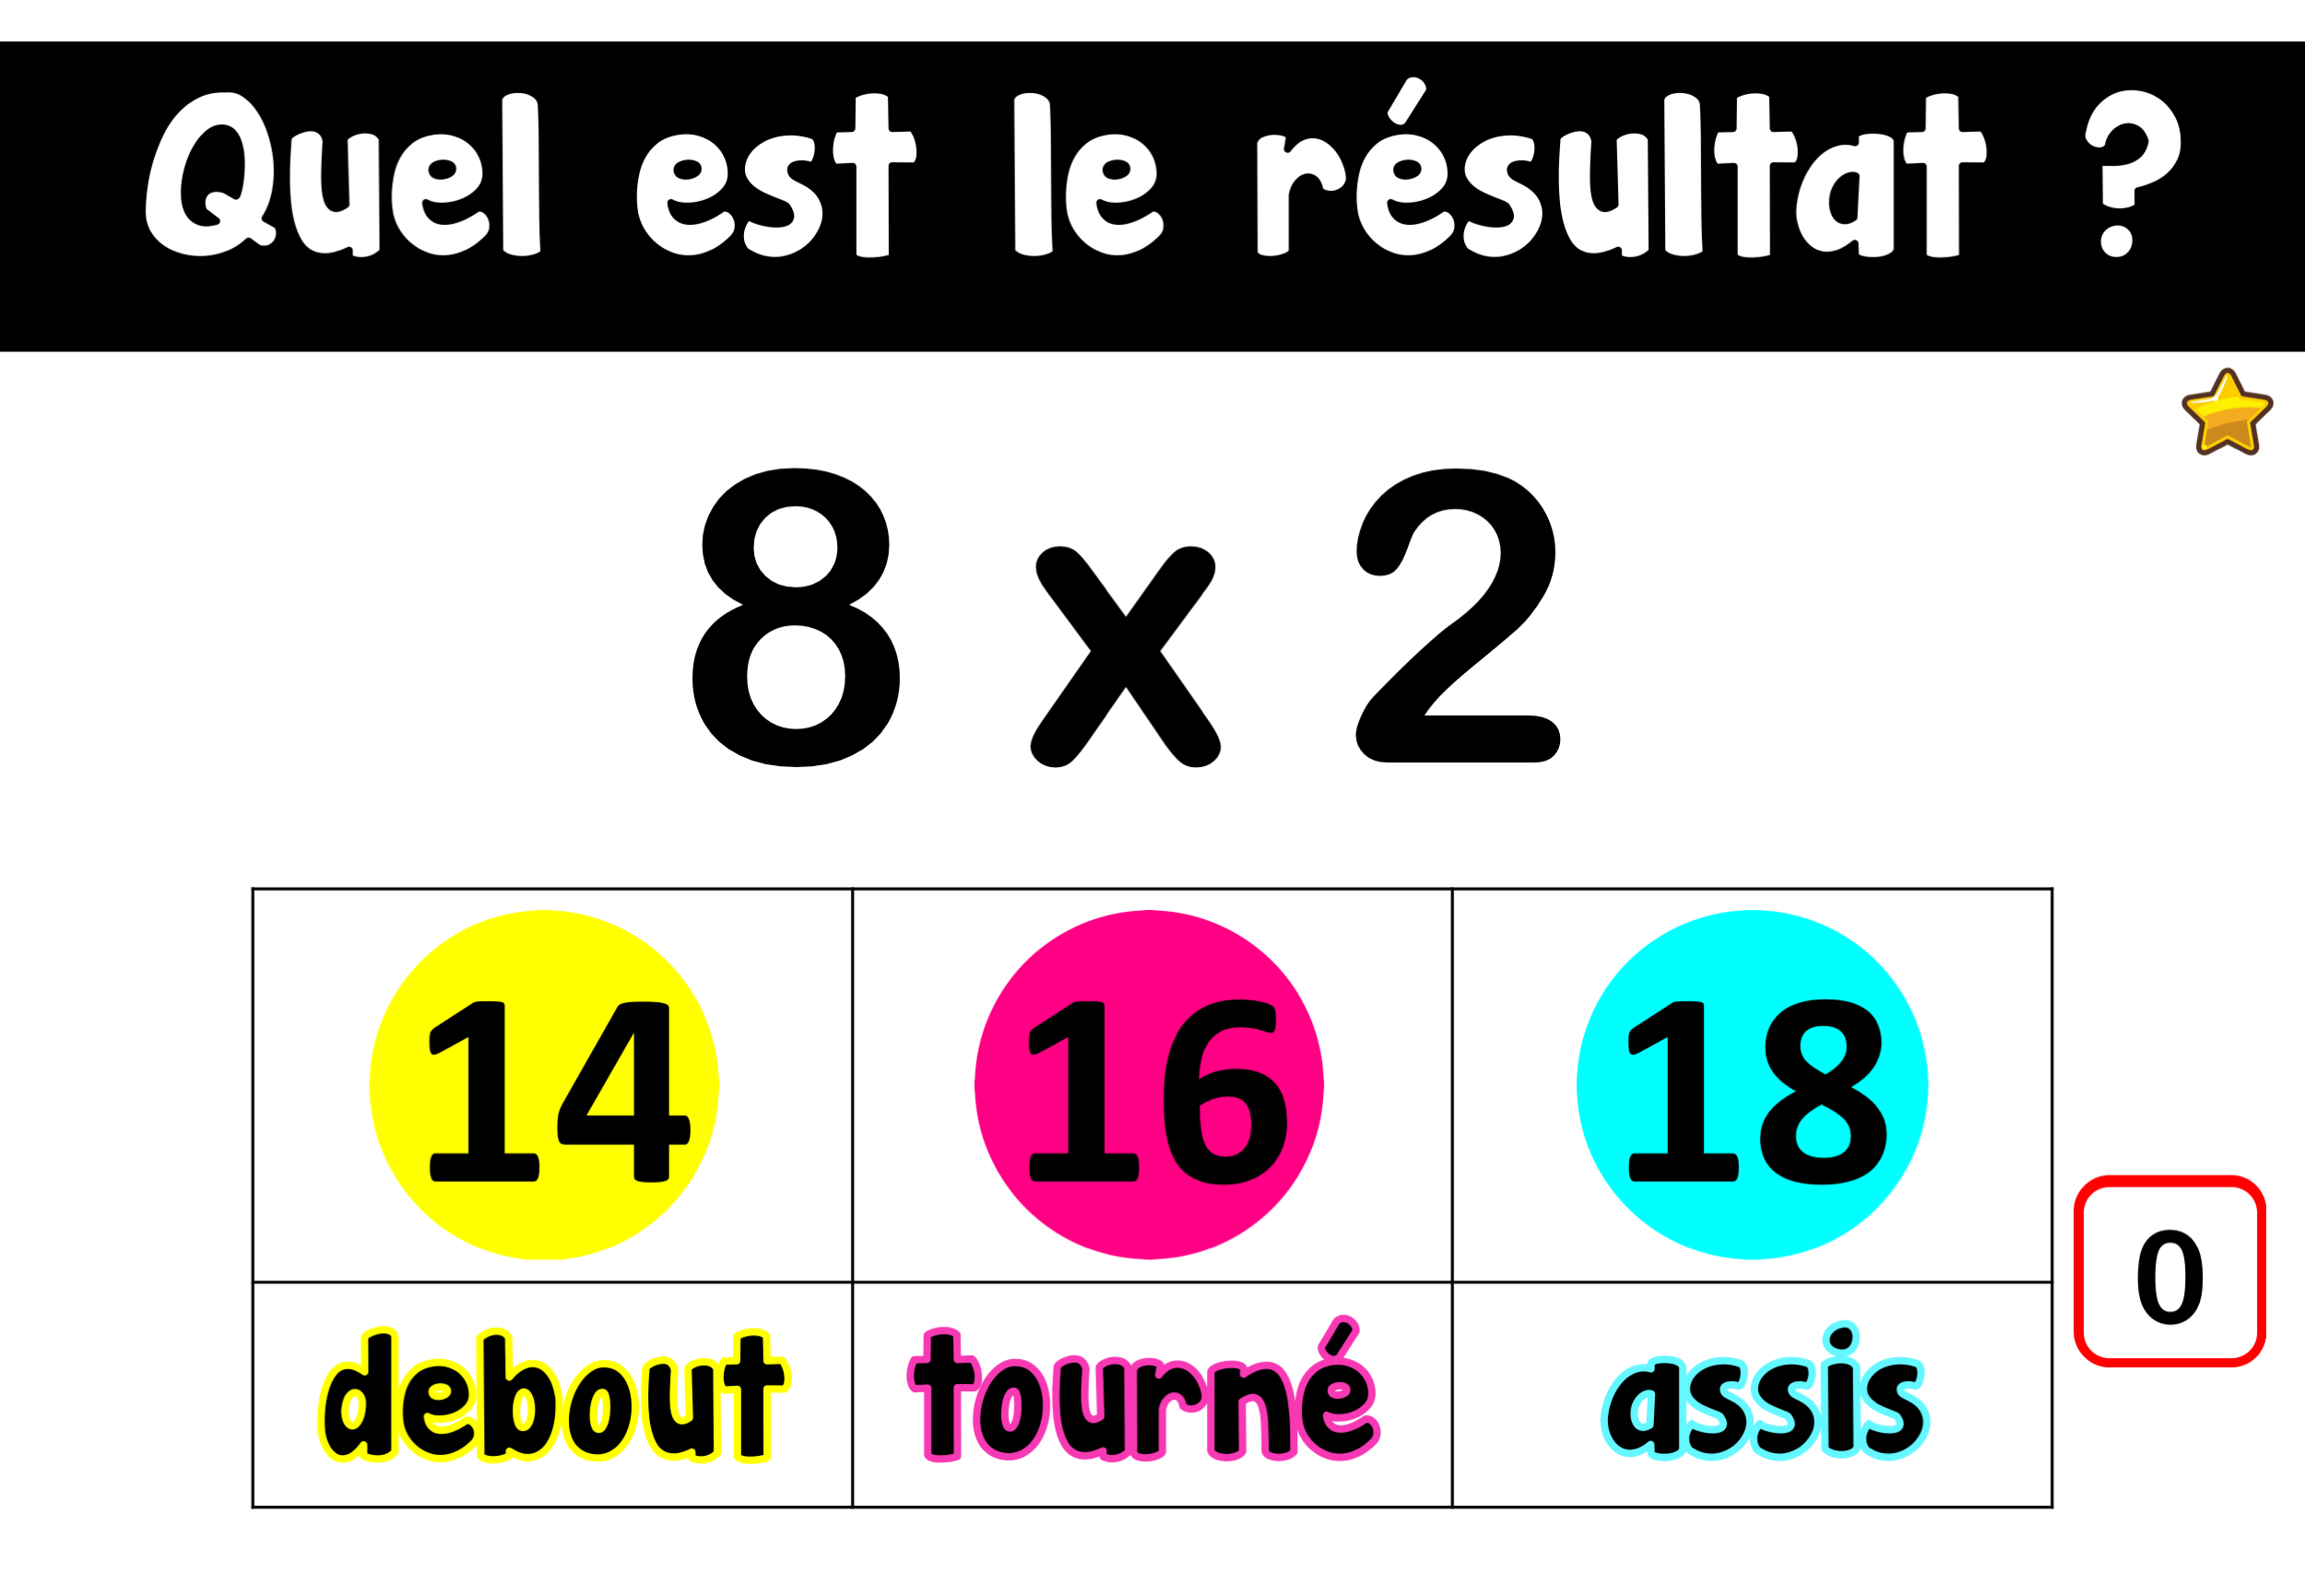 Quel est le résultat ?
8 x 2
14 16 18
0
debout tourné assis